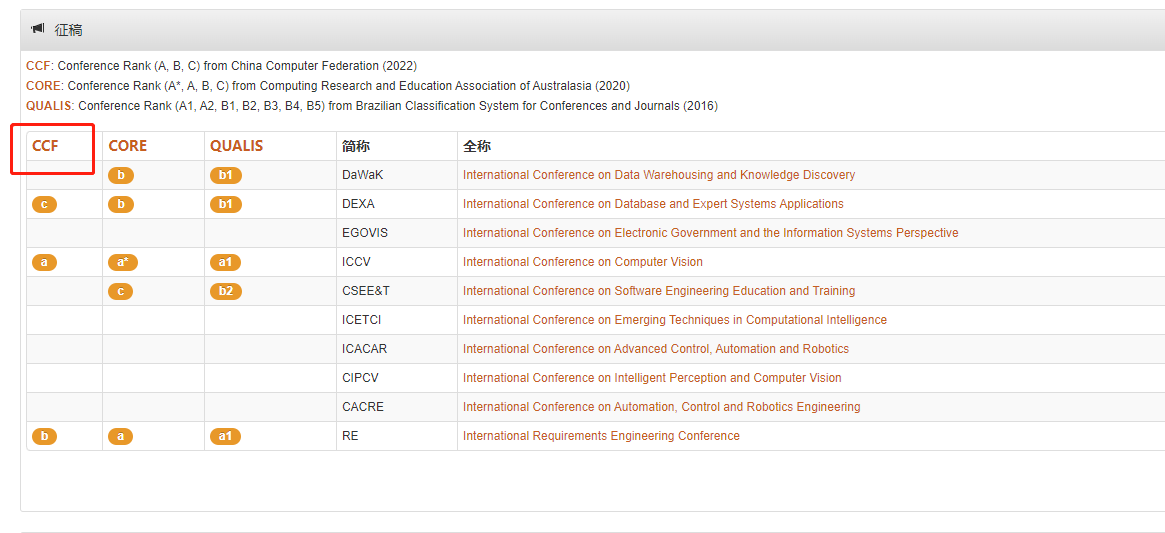 征稿
CCF: Conference Rank (A, B, C) from China Computer Federation (2022)
CORE: Conference Rank (A*, A, B, C) from Computing Research and Education Association of Australasia (2020)
QUALIS: Conference Rank (A1, A2, B1, B2, B3, B4, B5) from Brazilian Classification System for Conferences and Journals (2016)
CCF CORE QUALIS 简称 全称
b b1 DaWaK International Conference on Data Warehousing and Knowledge Discovery
c b b1 DEXA International Conference on Database and Expert Systems Applications
EGOVIS International Conference on Electronic Government and the Information Systems Perspective
a a* a1 ICCV International Conference on Computer Vision
c b2 CSEE&T International Conference on Software Engineering Education and Training
ICETCI International Conference on Emerging Techniques in Computational Intelligence
ICACAR International Conference on Advanced Control, Automation and Robotics
CIPCV International Conference on Intelligent Perception and Computer Vision
CACRE International Conference on Automation, Control and Robotics Engineering
b a a1 RE International Requirements Engineering Conference